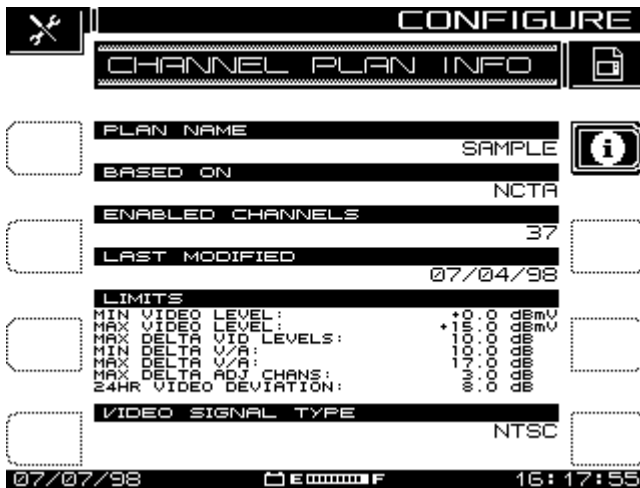 CONFIGURE
CHANNEL PLAN INFO
PLAN NAME
SAMPLE
BASED ON
NCTA
ENABLED CHANNELS
37
LAST MODIFIED
07/04/98
LIMITS
MIN VIDEO LEVEL: +0.0 dBmV
MAX VIDEO LEVEL: +15.0 dBmV
MAX DELTA VID LEVELS: 10.0 dB
MIN DELTA V/A: 10.0 dB
MAX DELTA V/A: 17.0 dB
MAX DELTA ADJ CHANS: 3.0 dB
24HR VIDEO DEVIATION: 8.0 dB
VIDEO SIGNAL TYPE
NTSC
07/07/98 E F 16:17:55